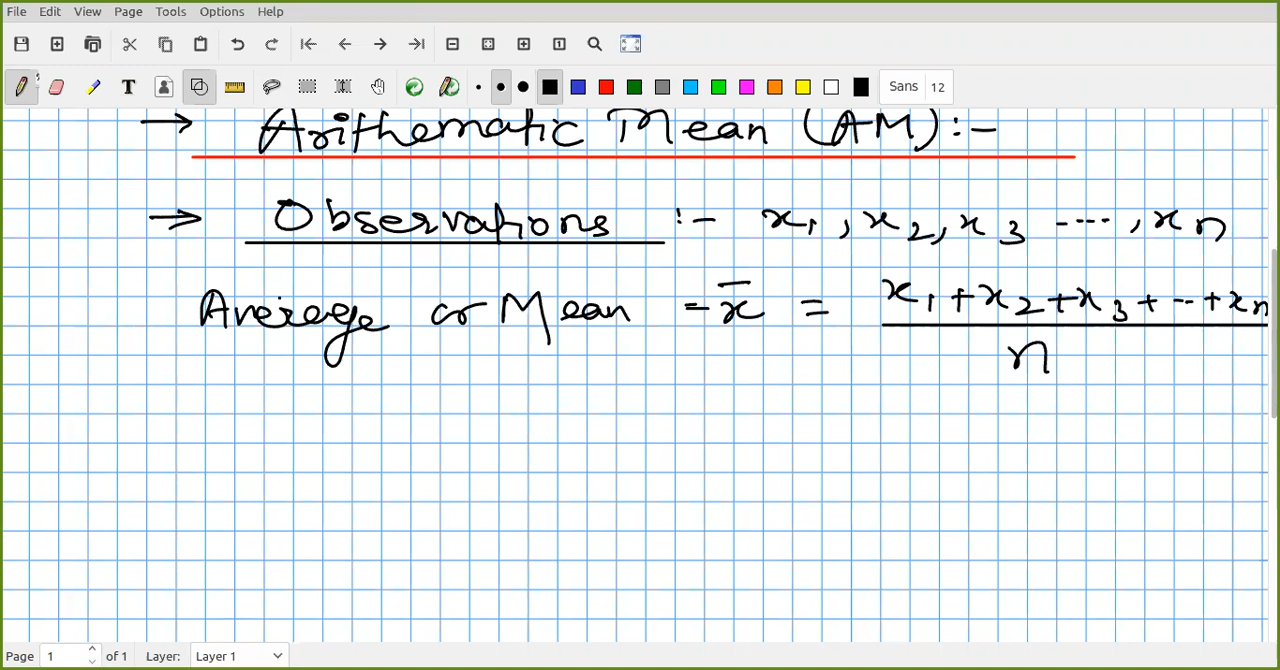 File Edit View Page Tools Options Help
Sans 12
→ Arithematic Mean (AM):-
→ Observations :- x₁, x₂, x₃ ----, xn
Average or Mean = x̄ = x₁+x₂+x₃+--+xn
n
Page 1 of 1 Layer: Layer 1